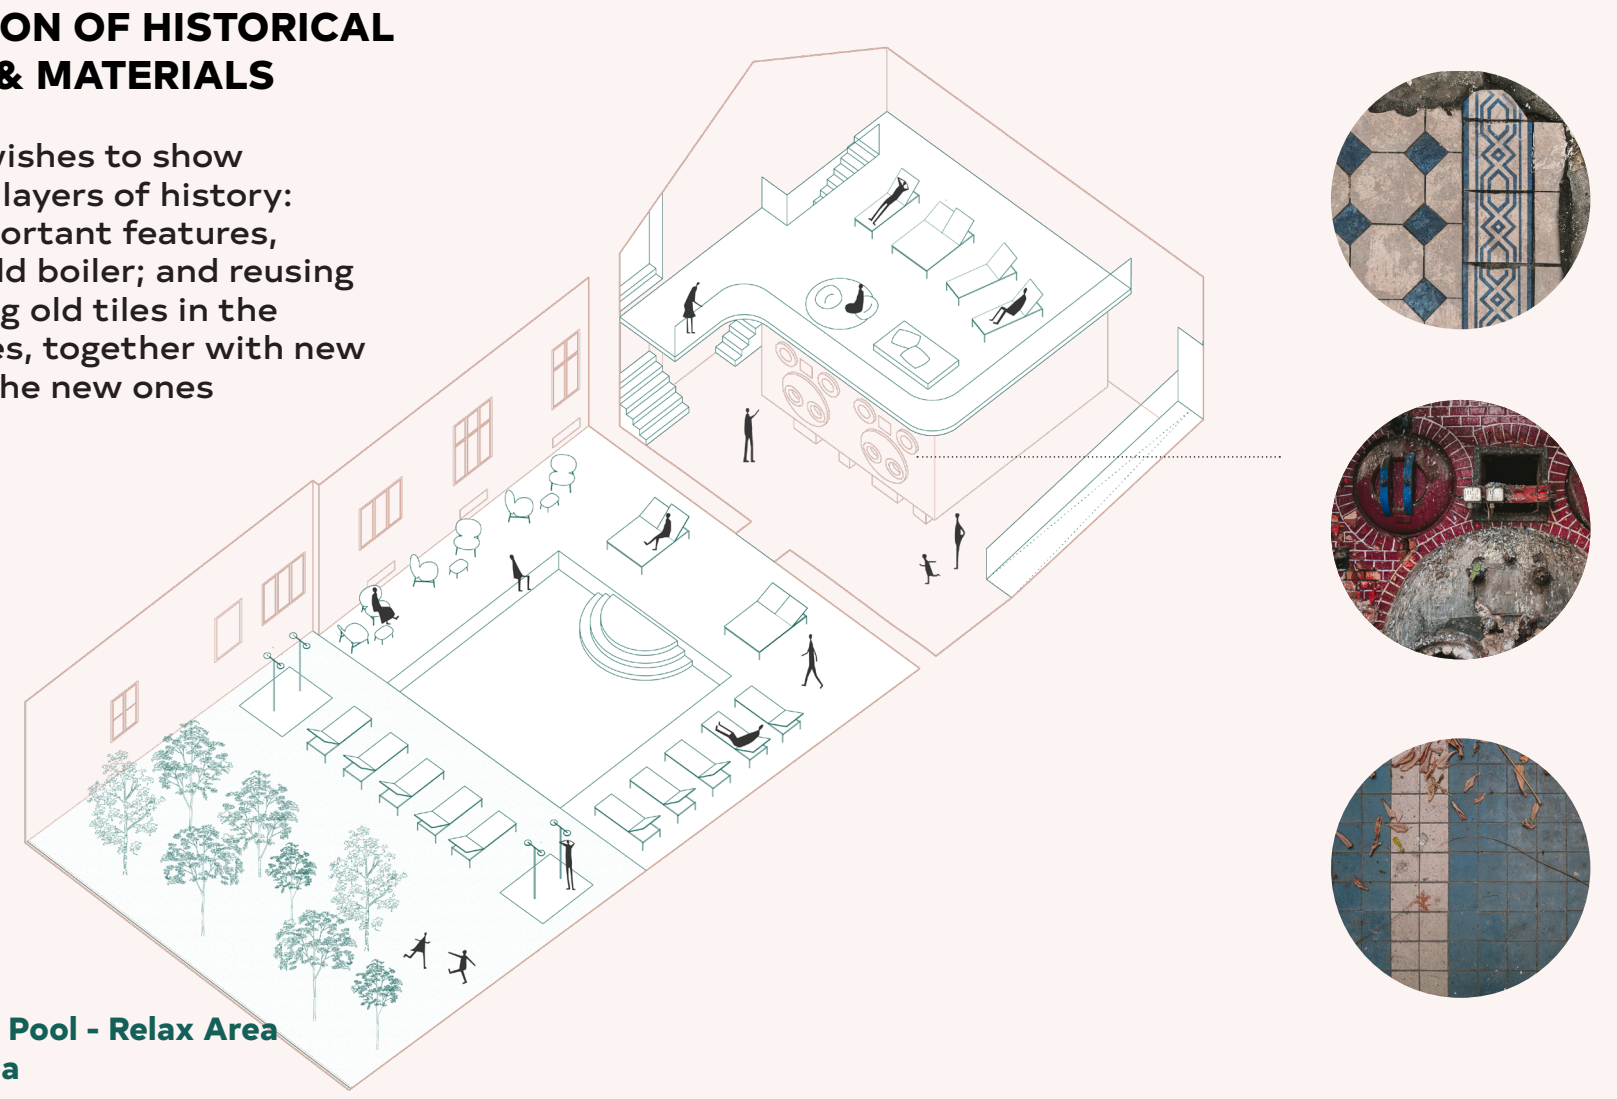 ON OF HISTORICAL
& MATERIALS
wishes to show
layers of history:
ortant features,
ld boiler; and reusing
g old tiles in the
es, together with new
he new ones
Pool - Relax Area
a